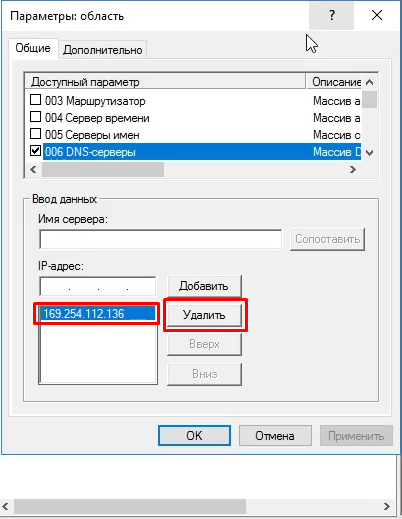 Параметры: область
Общие
Дополнительно
Доступный параметр Описание
003 Маршрутизатор Массив а
004 Сервер времени Массив а
005 Серверы имен Массив с
006 DNS-серверы Массив D
Ввод данных
Имя сервера:
Сопоставить
IP-адрес:
. . . Добавить
169.254.112.136 Удалить
Вверх
Вниз
OK Отмена Применить